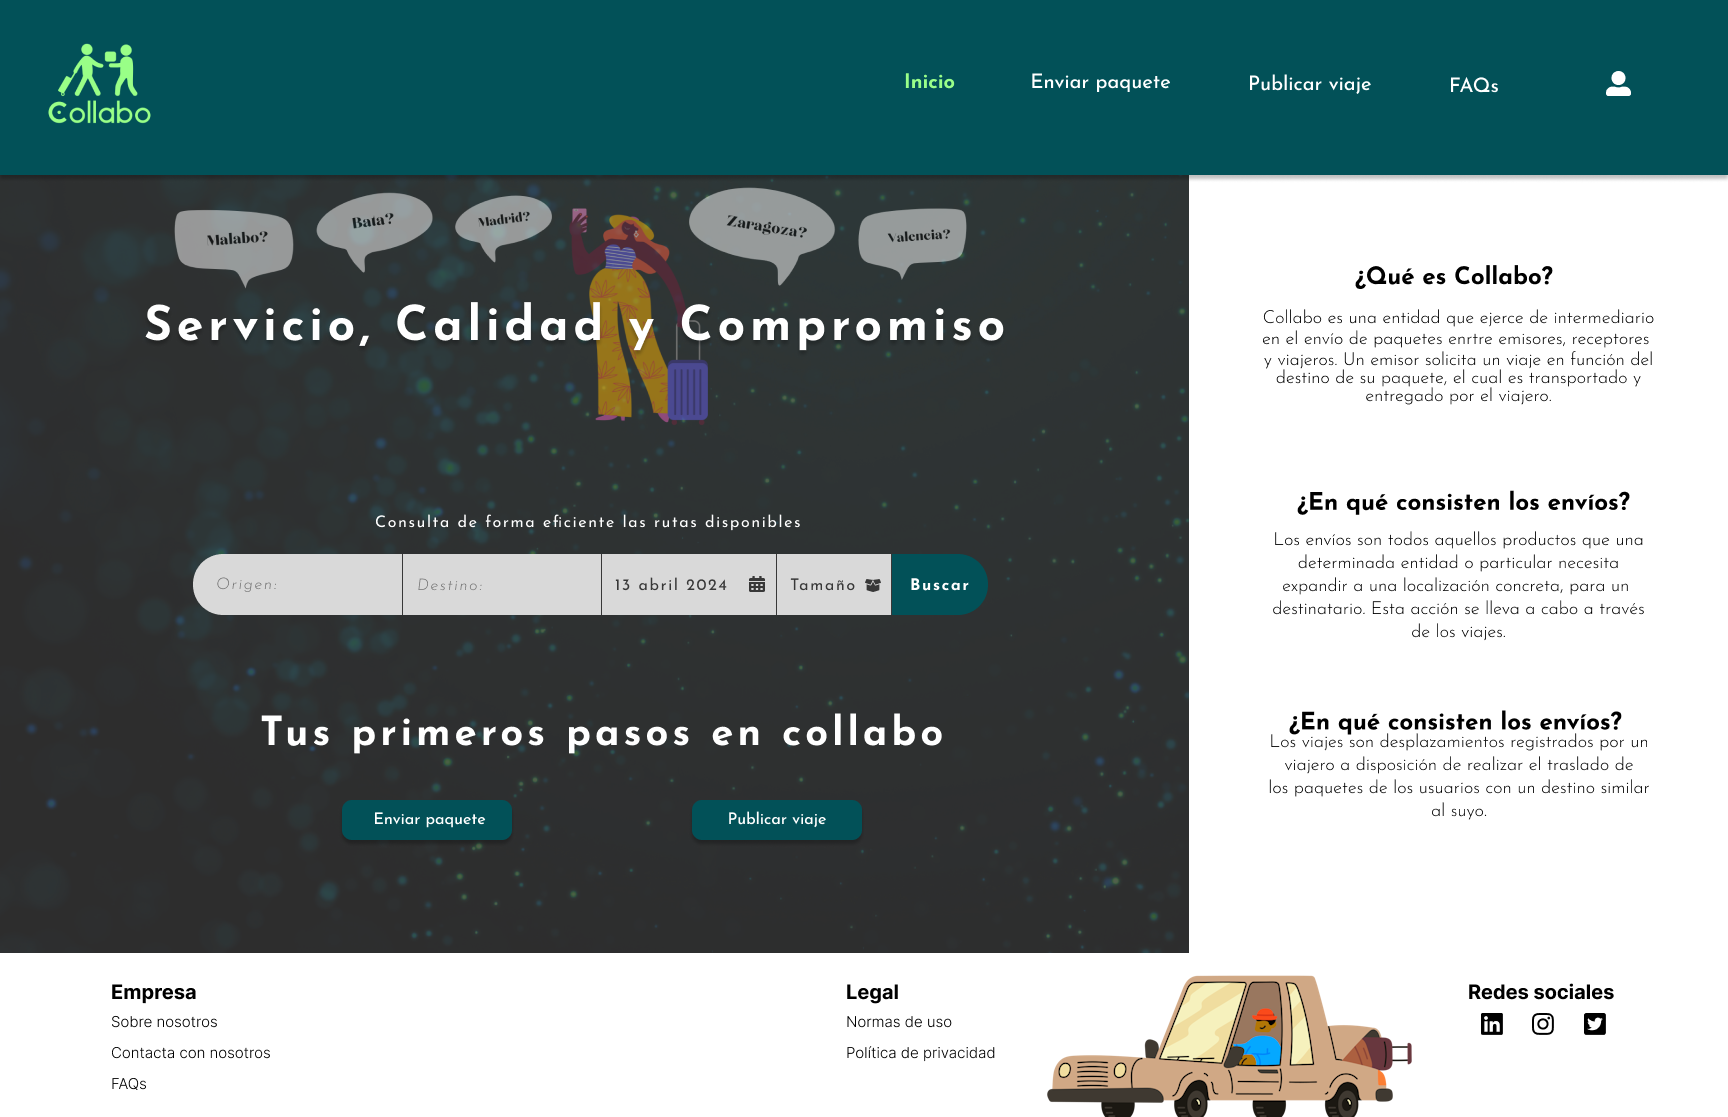 Collabo
Inicio
Enviar paquete
Publicar viaje
FAQs
Malabo?
Bata?
Madrid?
Zaragoza?
Valencia?
Servicio, Calidad y Compromiso
Consulta de forma eficiente las rutas disponibles
Origen:
Destino:
13 abril 2024
Tamaño
Buscar
Tus primeros pasos en collabo
Enviar paquete
Publicar viaje
¿Qué es Collabo?
Collabo es una entidad que ejerce de intermediario
en el envío de paquetes enrtre emisores, receptores
y viajeros. Un emisor solicita un viaje en función del
destino de su paquete, el cual es transportado y
entregado por el viajero.
¿En qué consisten los envíos?
Los envíos son todos aquellos productos que una
determinada entidad o particular necesita
expandir a una localización concreta, para un
destinatario. Esta acción se lleva a cabo a través
de los viajes.
¿En qué consisten los envíos?
Los viajes son desplazamientos registrados por un
viajero a disposición de realizar el traslado de
los paquetes de los usuarios con un destino similar
al suyo.
Empresa
Sobre nosotros
Contacta con nosotros
FAQs
Legal
Normas de uso
Política de privacidad
Redes sociales